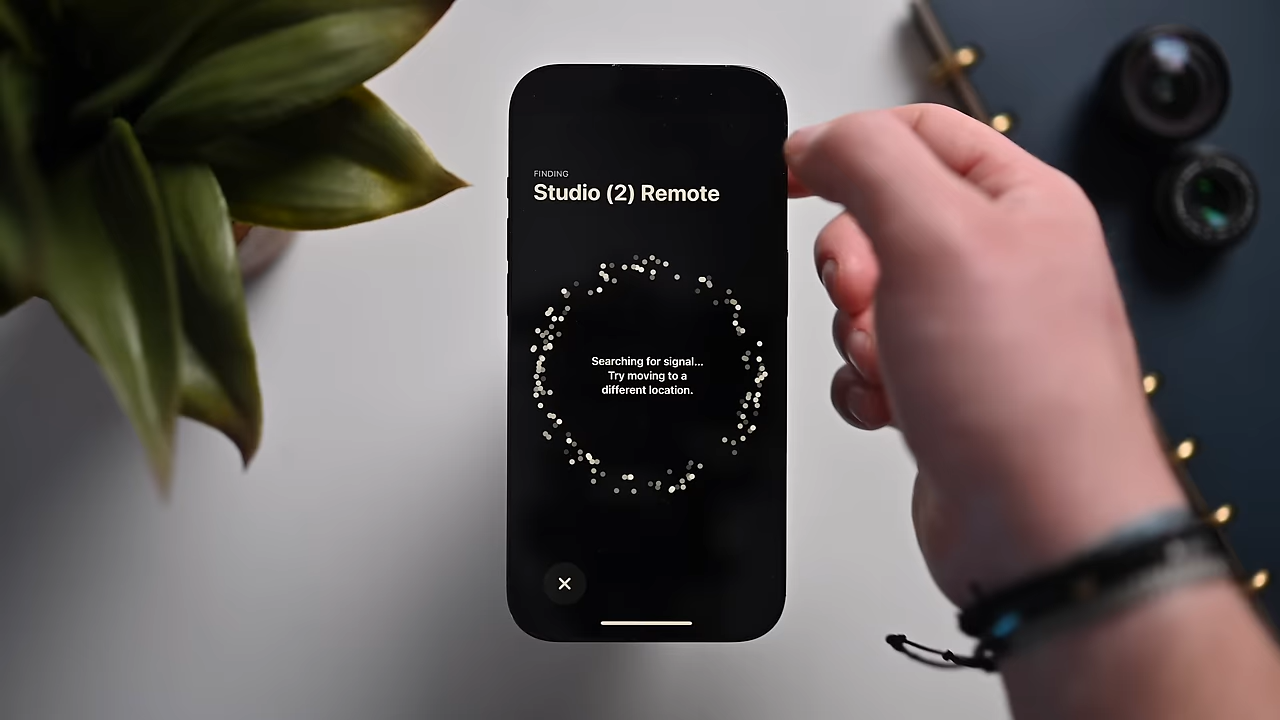 FINDING
Studio (2) Remote
Searching for signal...
Try moving to a
different location.